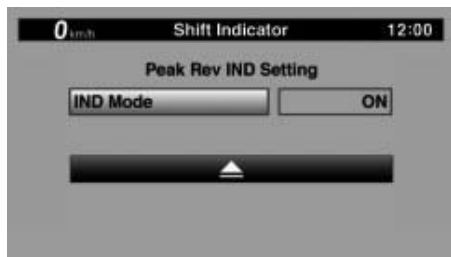 0 km/h Shift Indicator 12:00
Peak Rev IND Setting
IND Mode ON